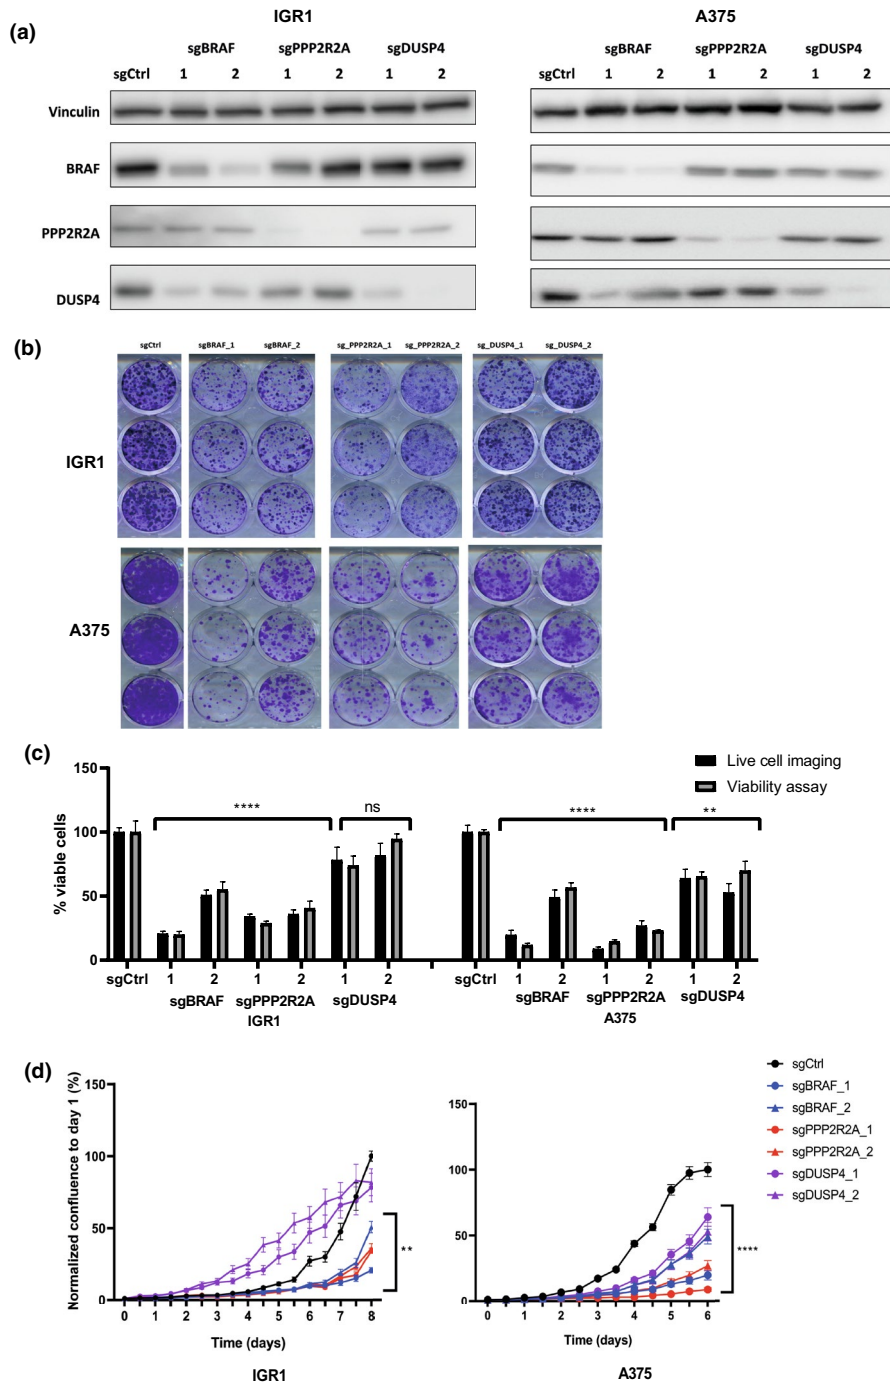 (a)
IGR1
A375
sgBRAF sgPPP2R2A sgDUSP4
sgCtrl 1 2 1 2 1 2
sgBRAF sgPPP2R2A sgDUSP4
sgCtrl 1 2 1 2 1 2
Vinculin
BRAF
PPP2R2A
DUSP4
(b)
sgCtrl sgBRAF_1 sgBRAF_2 sg_PPP2R2A_1 sg_PPP2R2A_2 sg_DUSP4_1 sg_DUSP4_2
IGR1
A375
(c)
Live cell imaging
Viability assay
% viable cells
150
100
50
0
**** ns **** **
sgCtrl 1 2 1 2 1 2 sgCtrl 1 2 1 2 1 2
sgBRAF sgPPP2R2A sgDUSP4 sgBRAF sgPPP2R2A sgDUSP4
IGR1 A375
(d)
Normalized confluence to day 1 (%)
150
100
50
0
**
0 1 2 3 4 5 6 7 8
Time (days)
IGR1
150
100
50
0
****
0 1 2 3 4 5 6
Time (days)
A375
sgCtrl
sgBRAF_1
sgBRAF_2
sgPPP2R2A_1
sgPPP2R2A_2
sgDUSP4_1
sgDUSP4_2